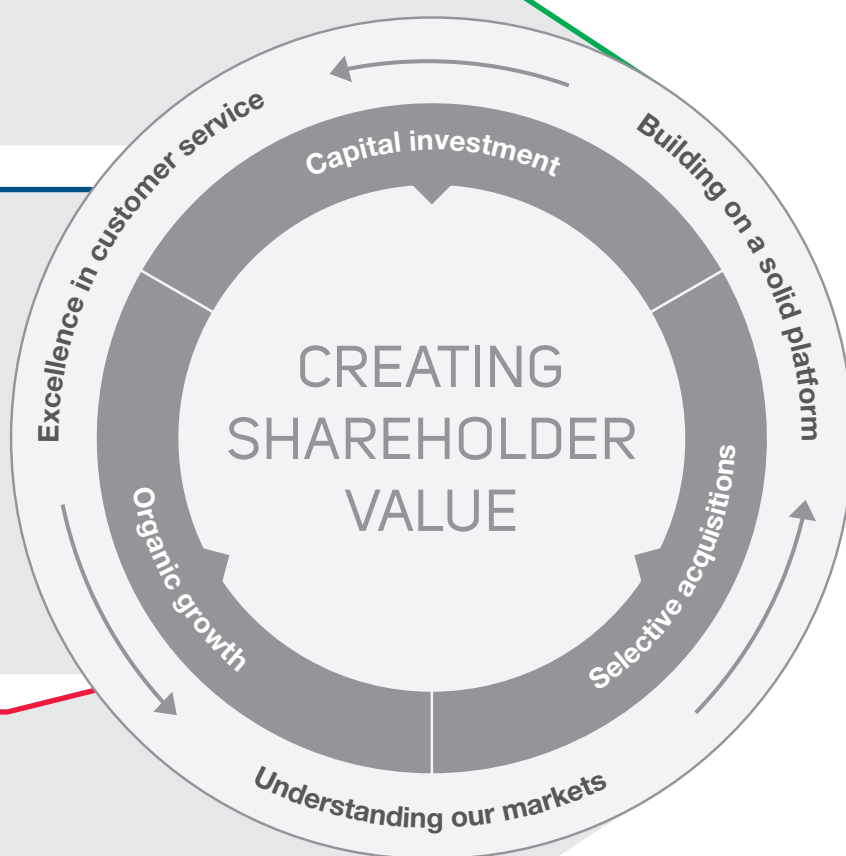 Excellence in customer service
Building on a solid platform
Capital investment
CREATING
SHAREHOLDER
VALUE
Organic growth
Selective acquisitions
Understanding our markets